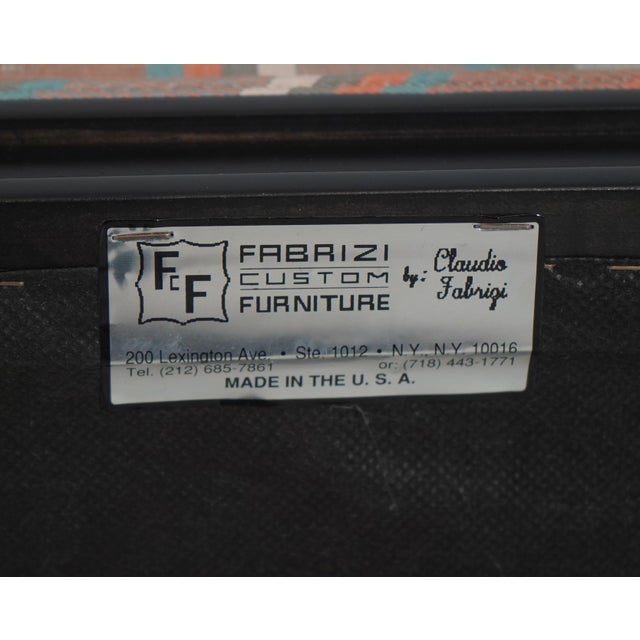 FCF
FABRIZI
CUSTOM
FURNITURE
by: Claudio
Fabrizi
200 Lexington Ave. • Ste. 1012 • N.Y., N.Y. 10016
Tel. (212) 685-7861 or: (718) 443-1771
MADE IN THE U. S. A.